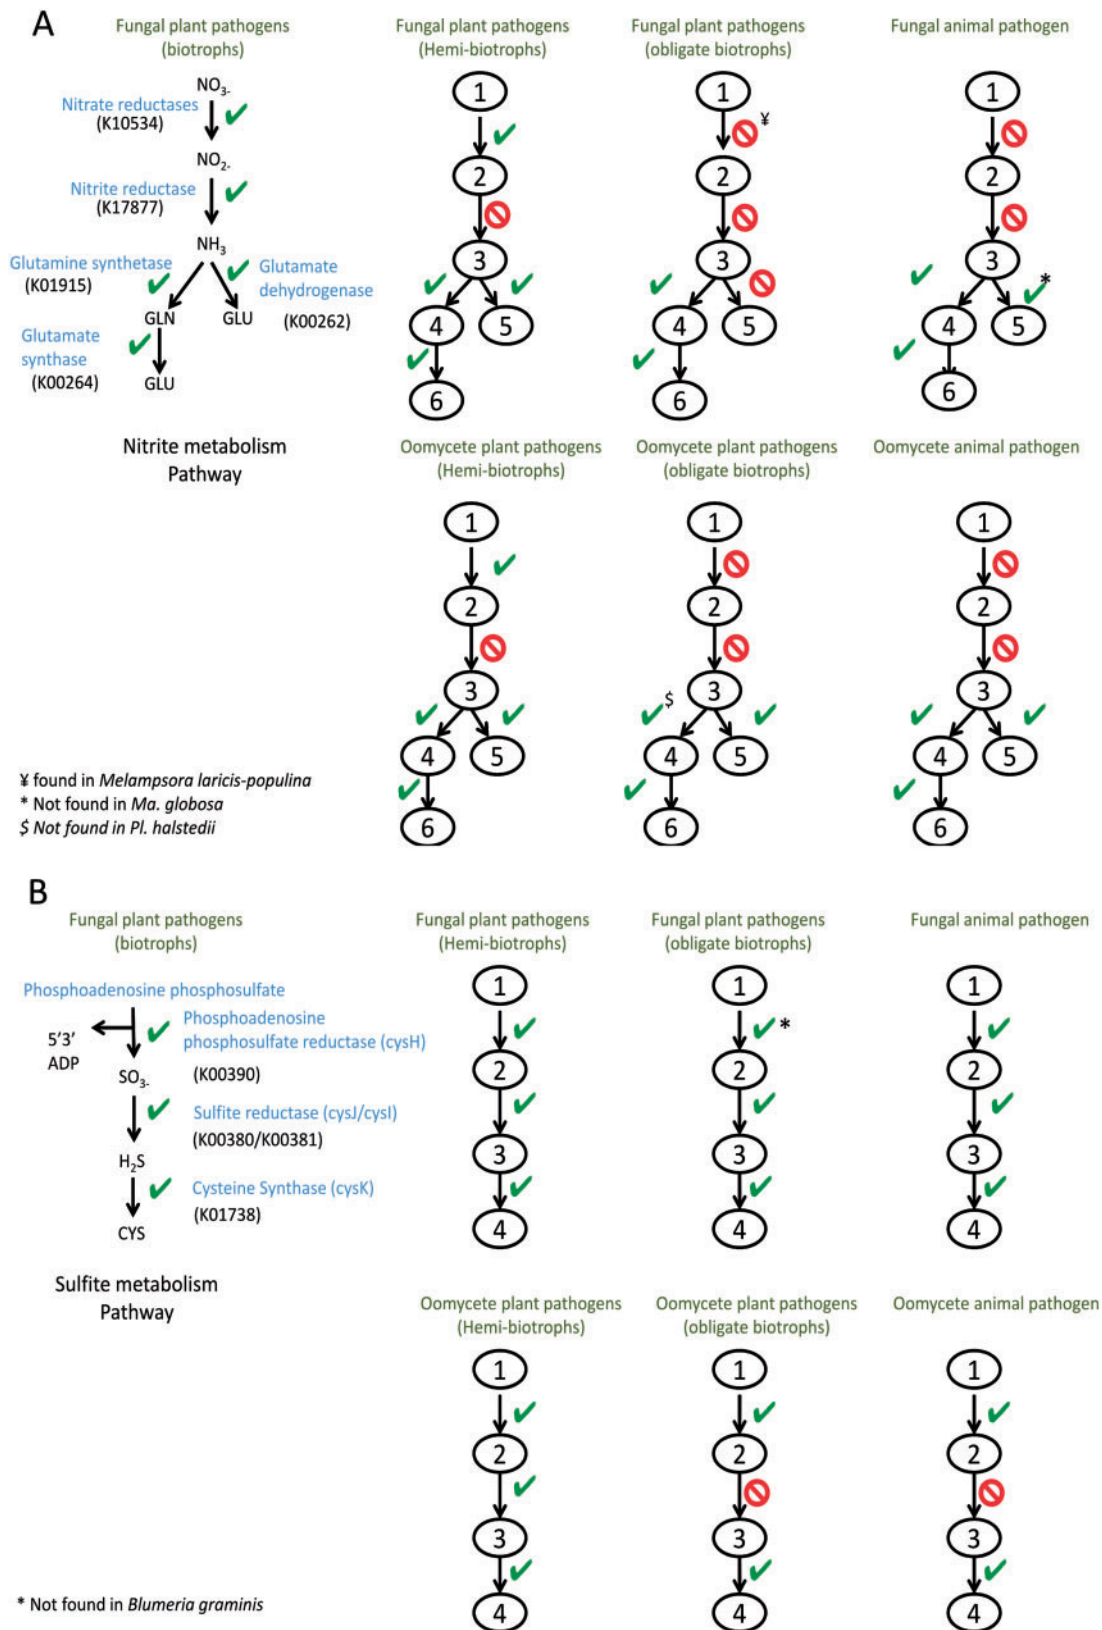 A
Fungal plant pathogens
(biotrophs)
Fungal plant pathogens
(Hemi-biotrophs)
Fungal plant pathogens
(obligate biotrophs)
Fungal animal pathogen
NO3-
Nitrate reductases
(K10534)
NO2-
Nitrite reductase
(K17877)
NH3
Glutamine synthetase
(K01915)
Glutamate
dehydrogenase
(K00262)
GLN
GLU
Glutamate
synthase
(K00264)
GLU
Nitrite metabolism
Pathway
1
2
3
4
5
6
1
¥
2
3
4
5
6
1
2
3
*
4
5
6
Oomycete plant pathogens
(Hemi-biotrophs)
Oomycete plant pathogens
(obligate biotrophs)
Oomycete animal pathogen
1
2
3
4
5
6
1
2
3
$
4
5
6
1
2
3
4
5
6
¥ found in Melampsora laricis-populina
* Not found in Ma. globosa
$ Not found in Pl. halstedii
B
Fungal plant pathogens
(biotrophs)
Fungal plant pathogens
(Hemi-biotrophs)
Fungal plant pathogens
(obligate biotrophs)
Fungal animal pathogen
Phosphoadenosine phosphosulfate
5'3'
ADP
Phosphoadenosine
phosphosulfate reductase (cysH)
(K00390)
SO3-
Sulfite reductase (cysJ/cysI)
(K00380/K00381)
H2S
Cysteine Synthase (cysK)
(K01738)
CYS
Sulfite metabolism
Pathway
1
2
3
4
1
*
2
3
4
1
2
3
4
Oomycete plant pathogens
(Hemi-biotrophs)
Oomycete plant pathogens
(obligate biotrophs)
Oomycete animal pathogen
1
2
3
4
1
2
3
4
1
2
3
4
* Not found in Blumeria graminis